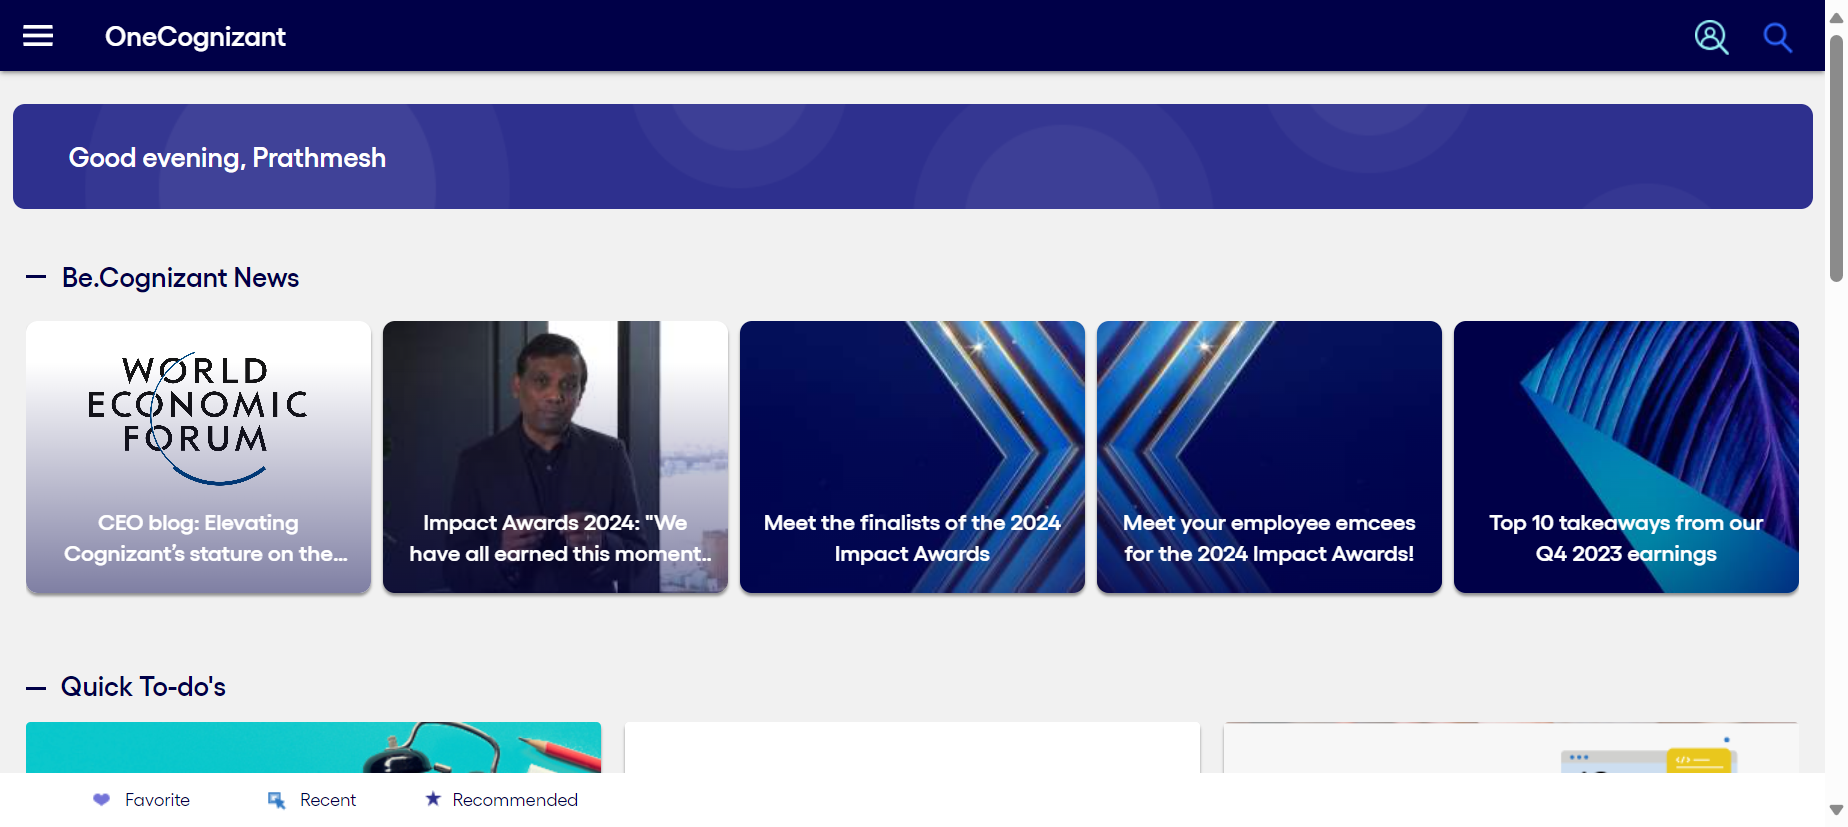 OneCognizant
Good evening, Prathmesh
Be.Cognizant News
WORLD
ECONOMIC
FORUM
CEO blog: Elevating
Cognizant's stature on the...
Impact Awards 2024: "We
have all earned this moment..
Meet the finalists of the 2024
Impact Awards
Meet your employee emcees
for the 2024 Impact Awards!
Top 10 takeaways from our
Q4 2023 earnings
Quick To-do's
</>
Favorite
Recent
Recommended